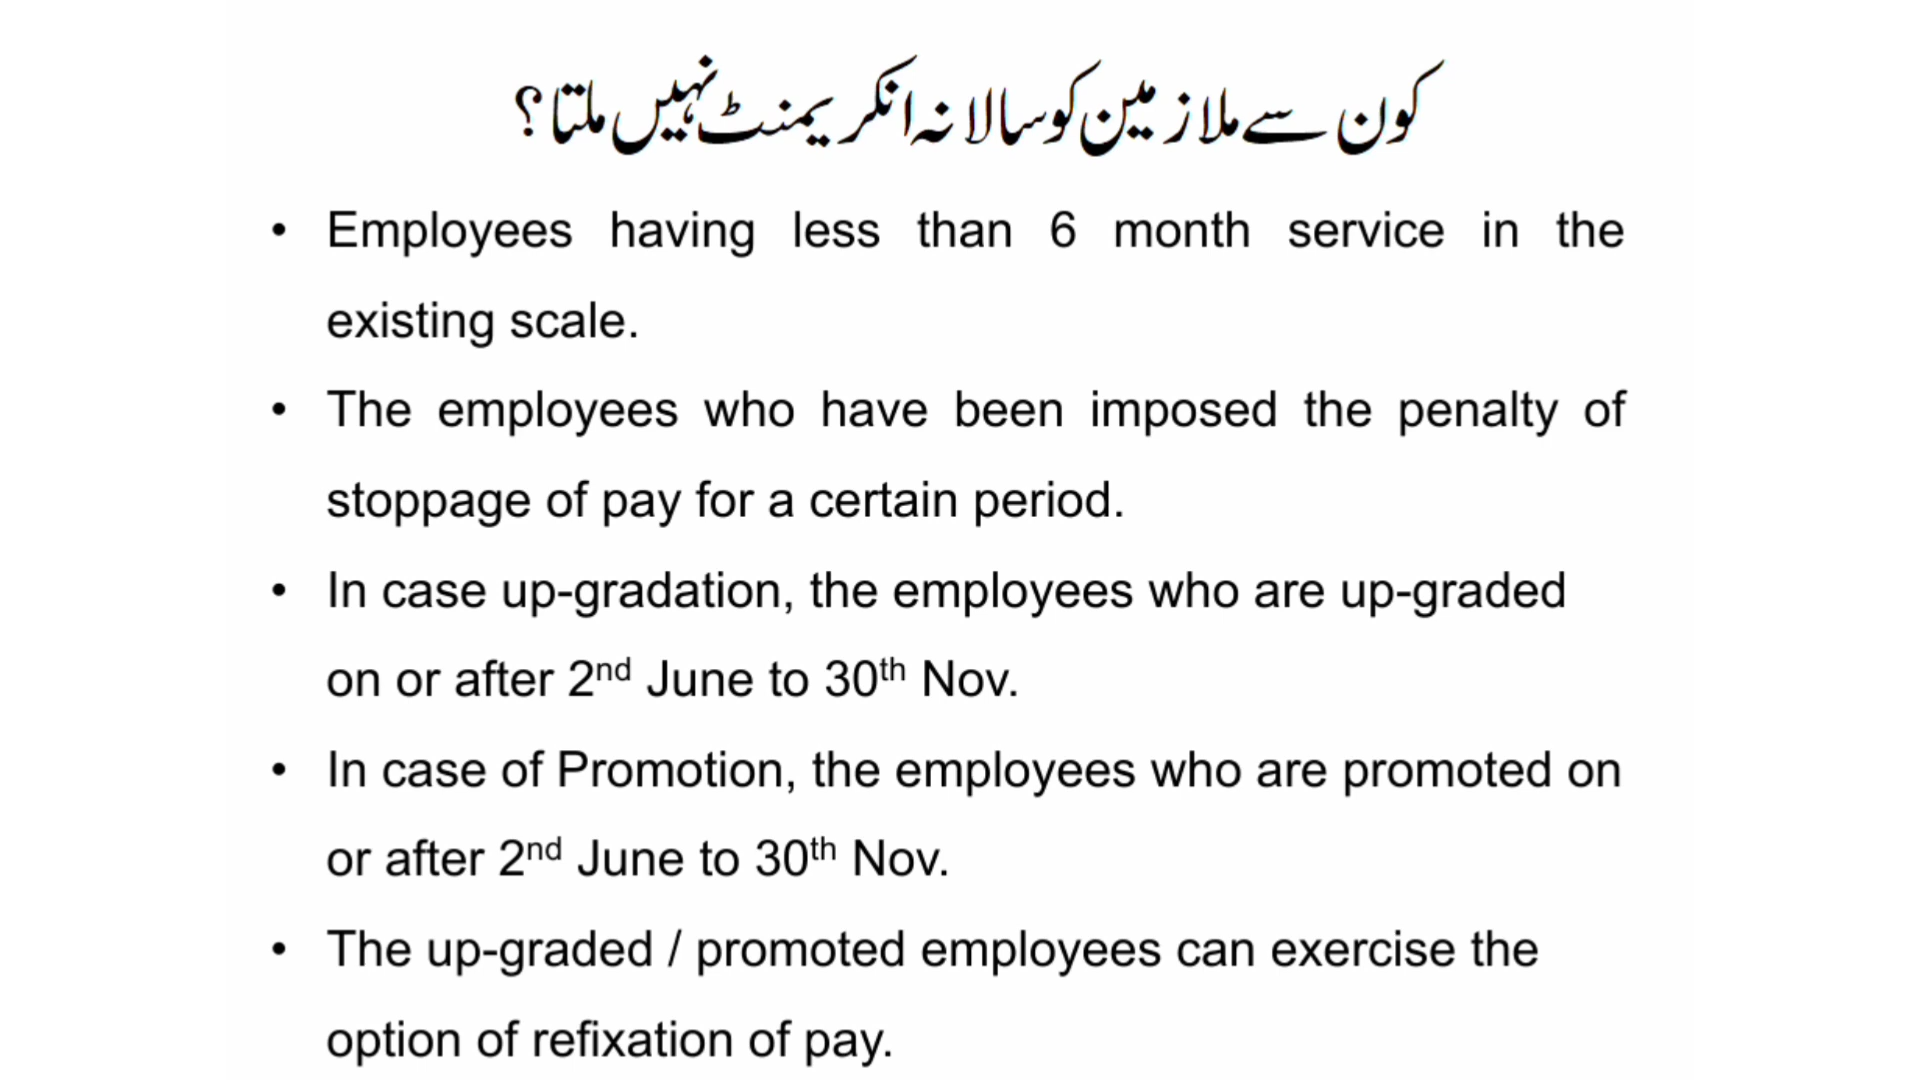 کون سے ملازمین کو سالانہ انکریمنٹ نہیں ملتا؟
• Employees having less than 6 month service in the
existing scale.
• The employees who have been imposed the penalty of
stoppage of pay for a certain period.
• In case up-gradation, the employees who are up-graded
on or after 2nd June to 30th Nov.
• In case of Promotion, the employees who are promoted on
or after 2nd June to 30th Nov.
• The up-graded / promoted employees can exercise the
option of refixation of pay.